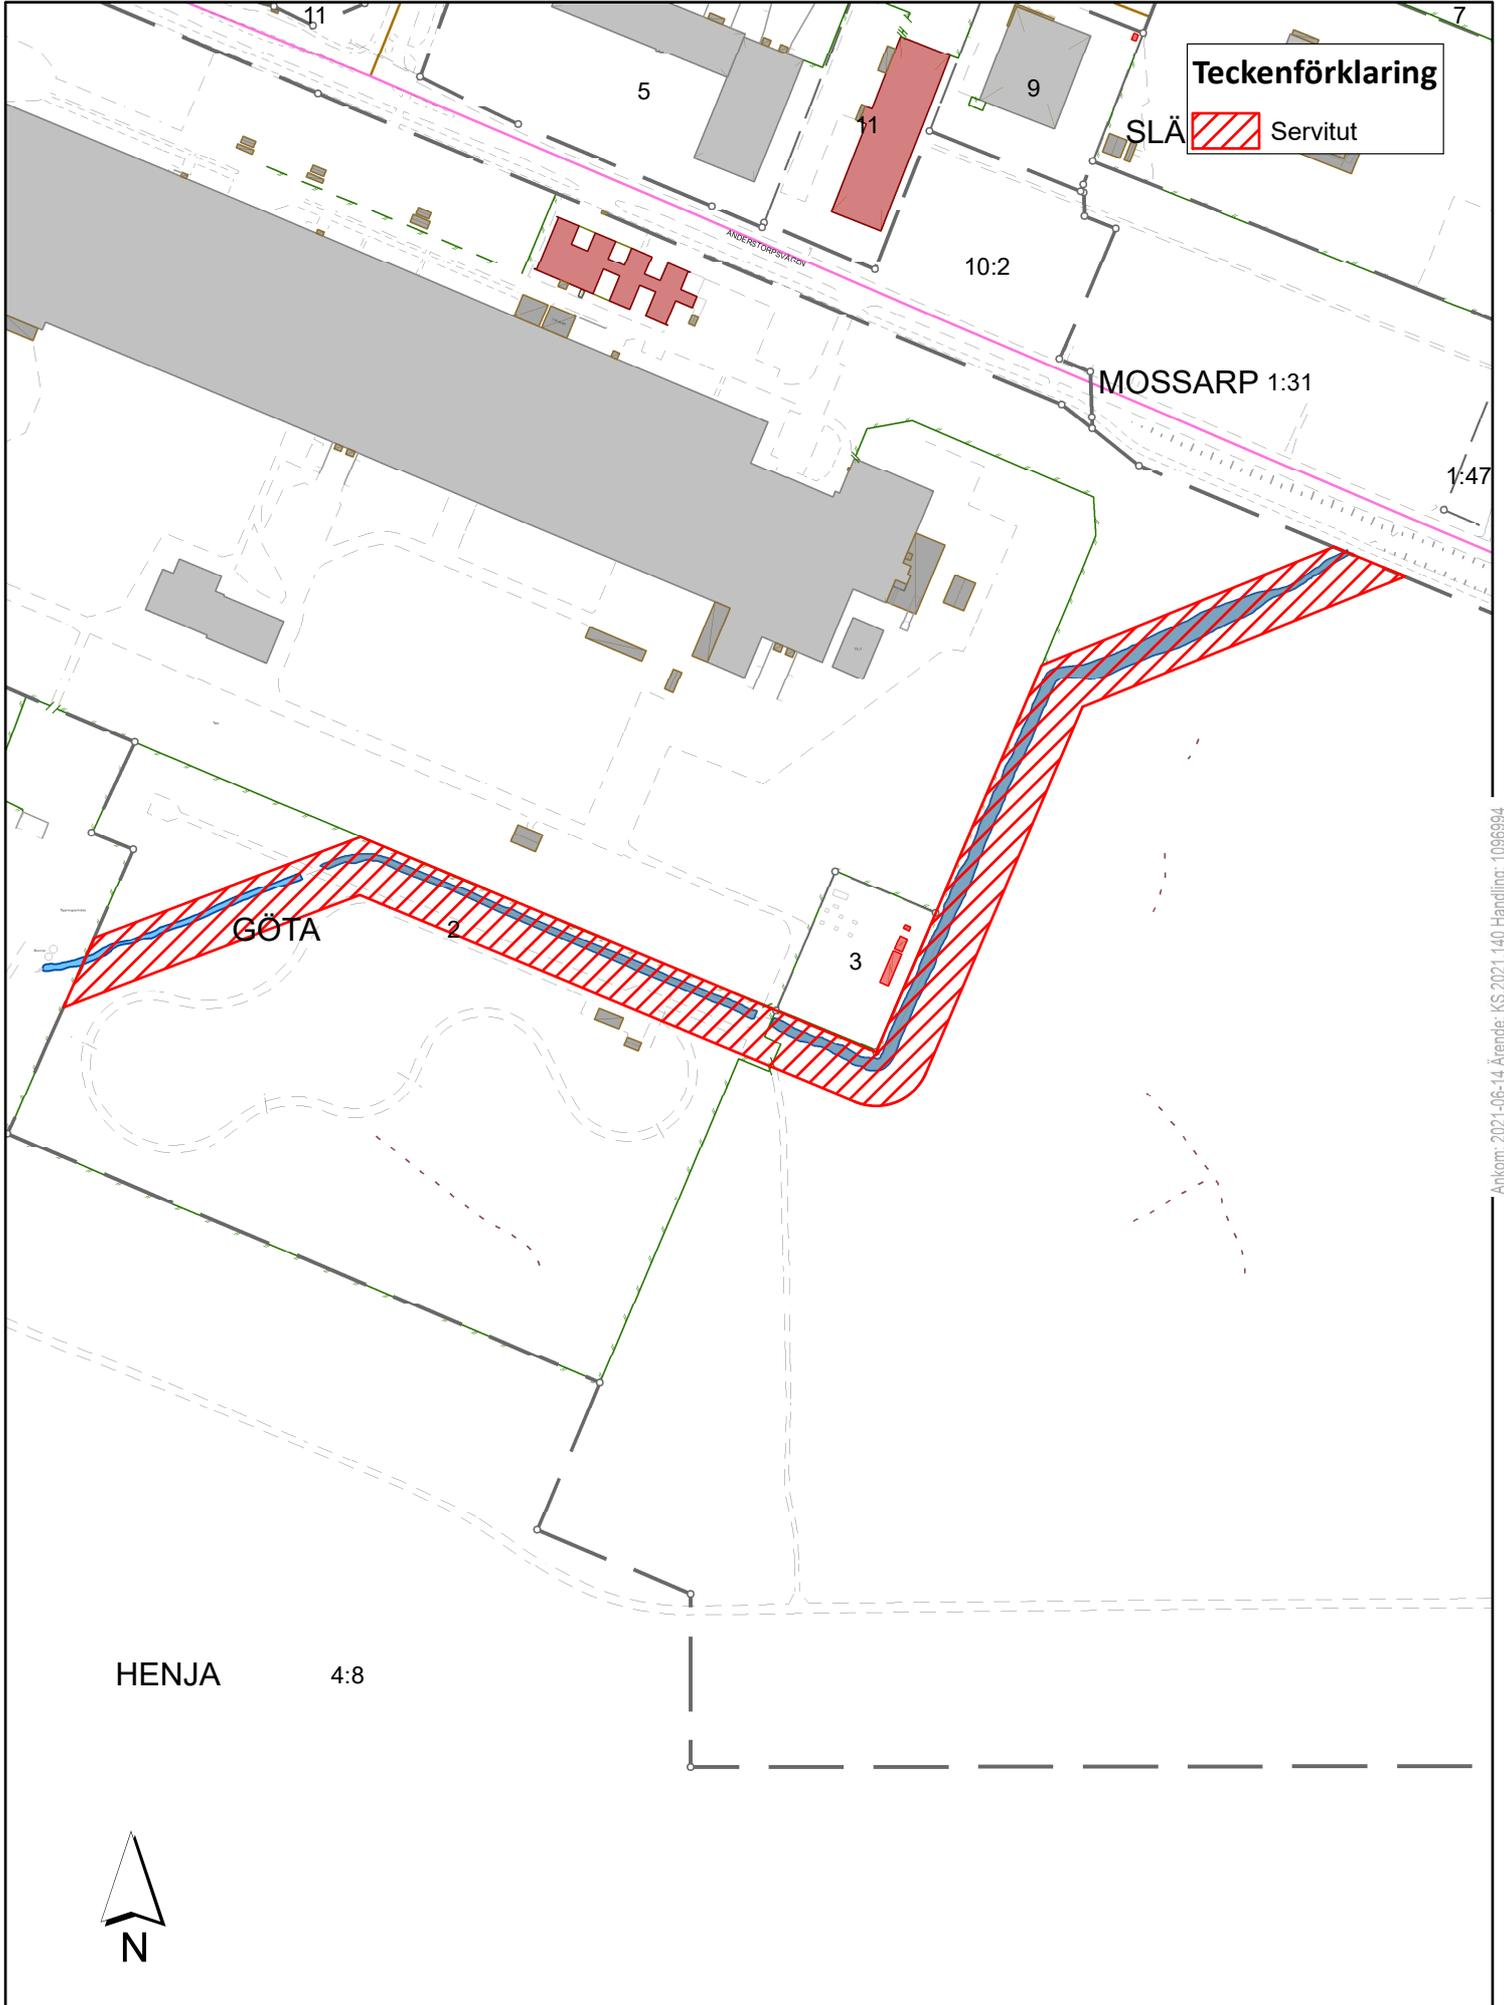 11
7
Teckenförklaring
5
9
11
SLÄ
Servitut
ANDERSTORPSVÄGEN
10:2
MOSSARP 1:31
1:47
GÖTA
2
3
Ankom: 2021-06-14 Ärende: KS 2021.140 Handling: 1096994
HENJA 4:8
N